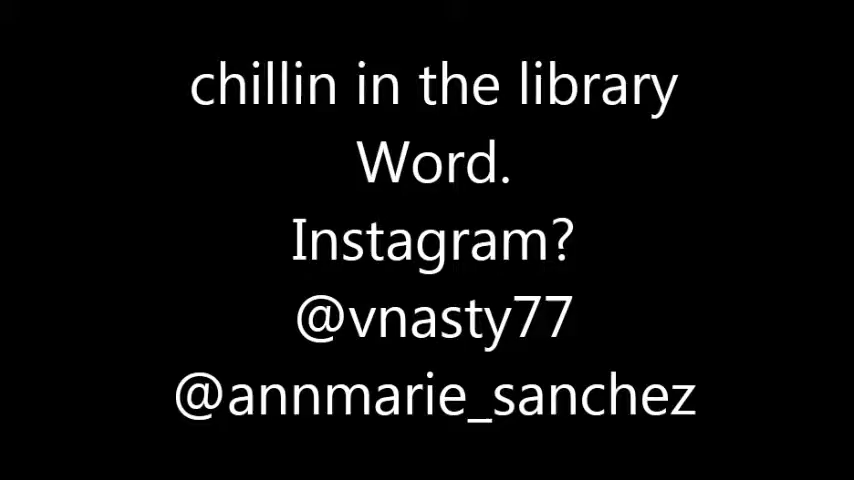 chillin in the library
Word.
Instagram?
@vnasty77
@annmarie_sanchez